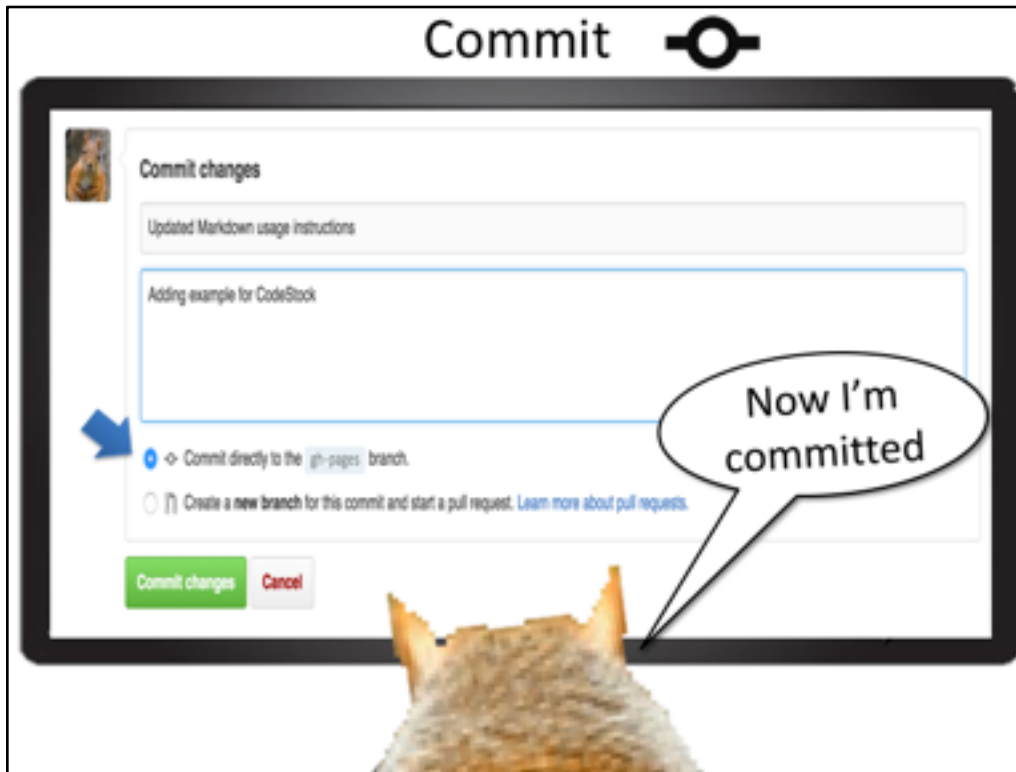 Commit
Commit changes
Updated Markdown usage instructions
Adding example for CodeStock
Now I'm
committed
Commit directly to the gh-pages branch.
Create a new branch for this commit and start a pull request. Learn more about pull requests.
Commit changes Cancel